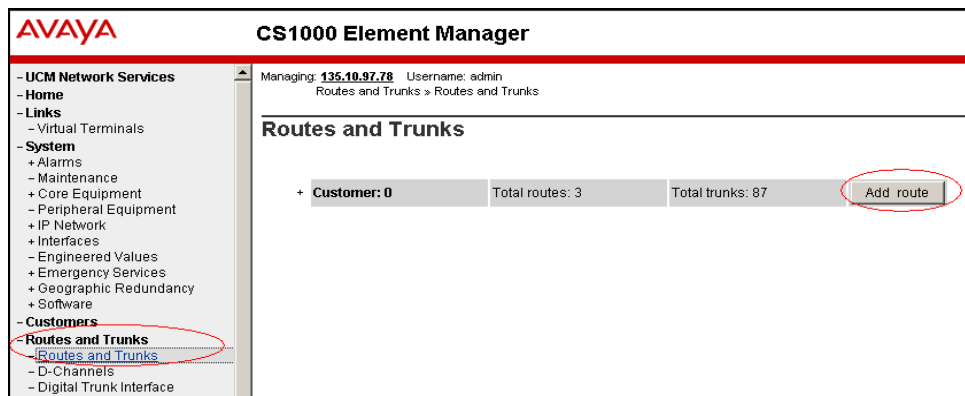 AVAYA
CS1000 Element Manager
- UCM Network Services
- Home
- Links
- Virtual Terminals
- System
+ Alarms
- Maintenance
+ Core Equipment
- Peripheral Equipment
+ IP Network
+ Interfaces
- Engineered Values
+ Emergency Services
+ Geographic Redundancy
+ Software
- Customers
- Routes and Trunks
- Routes and Trunks
- D-Channels
- Digital Trunk Interface
Managing: 135.10.97.78 Username: admin
Routes and Trunks » Routes and Trunks
Routes and Trunks
+ Customer: 0 Total routes: 3 Total trunks: 87 Add route